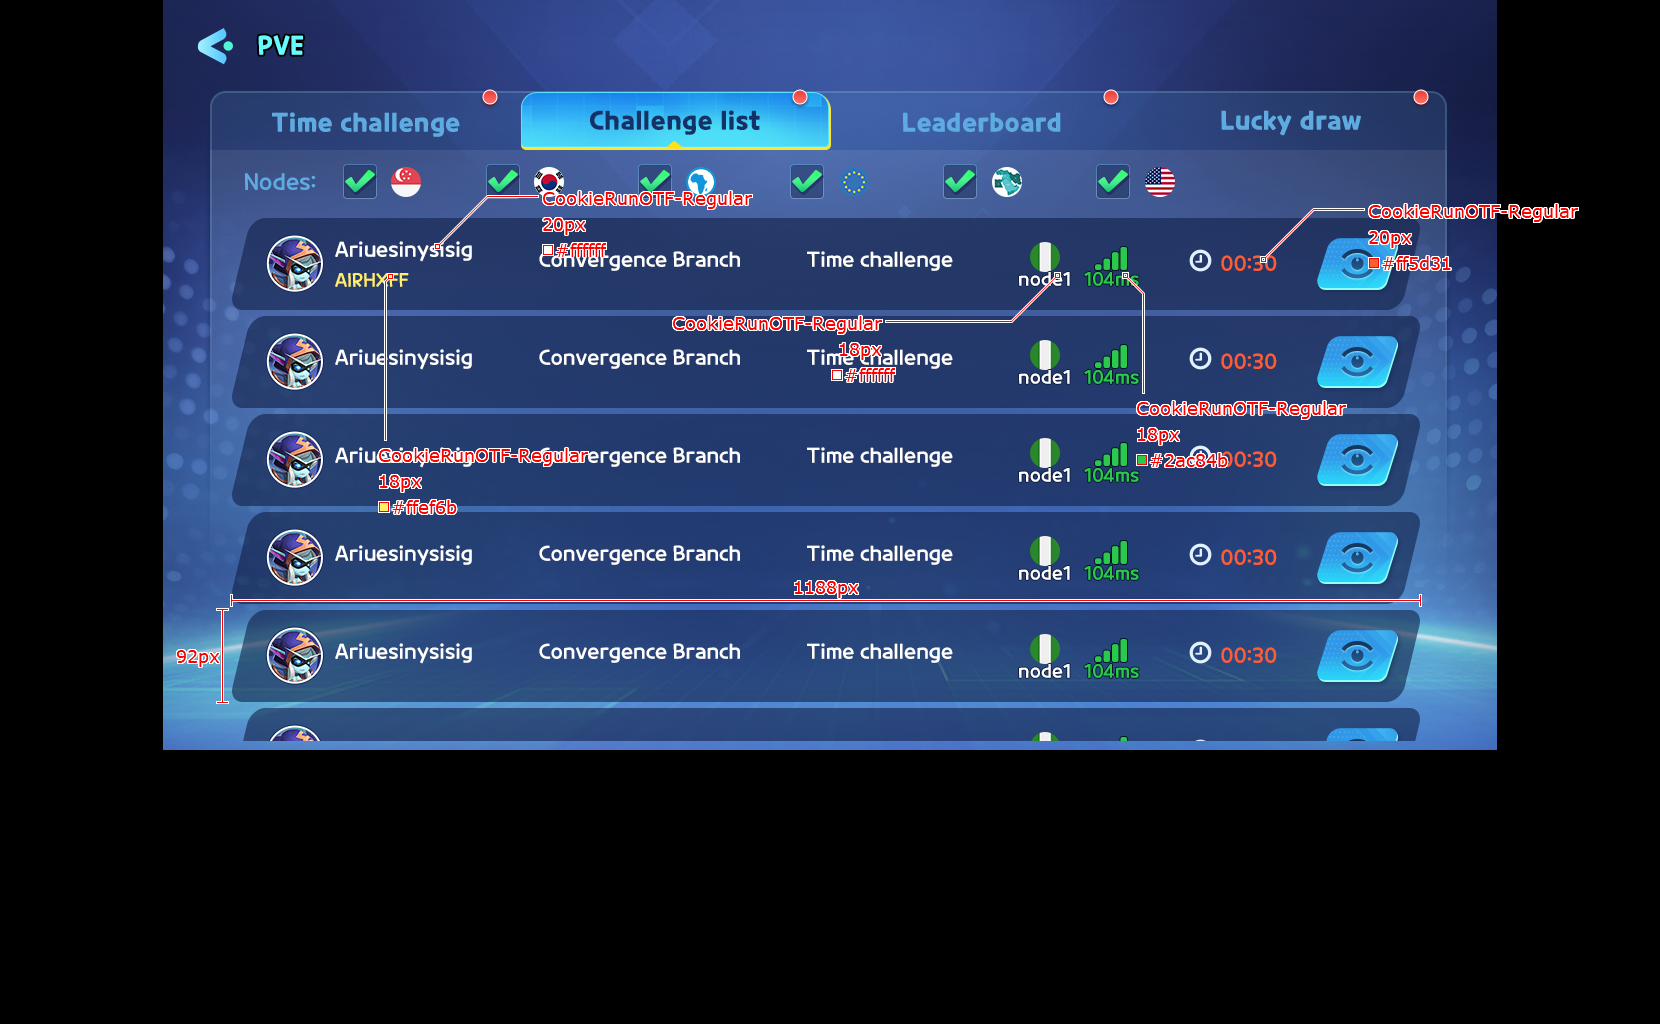 PVE
Time challenge
Challenge list
Leaderboard
Lucky draw
Nodes:
CookieRunOTF-Regular
20px
#ffffff
CookieRunOTF-Regular
20px
#ff5d31
Ariuesinysisig
AIRHXFF
Convergence Branch
Time challenge
node1
104ms
00:30
CookieRunOTF-Regular
18px
#ffffff
Ariuesinysisig
Convergence Branch
Time challenge
node1
104ms
00:30
CookieRunOTF-Regular
18px
#2ac84b
CookieRunOTF-Regular
18px
#ffef6b
Time challenge
node1
104ms
00:30
Ariuesinysisig
Convergence Branch
Time challenge
node1
104ms
00:30
1188px
92px
Ariuesinysisig
Convergence Branch
Time challenge
node1
104ms
00:30